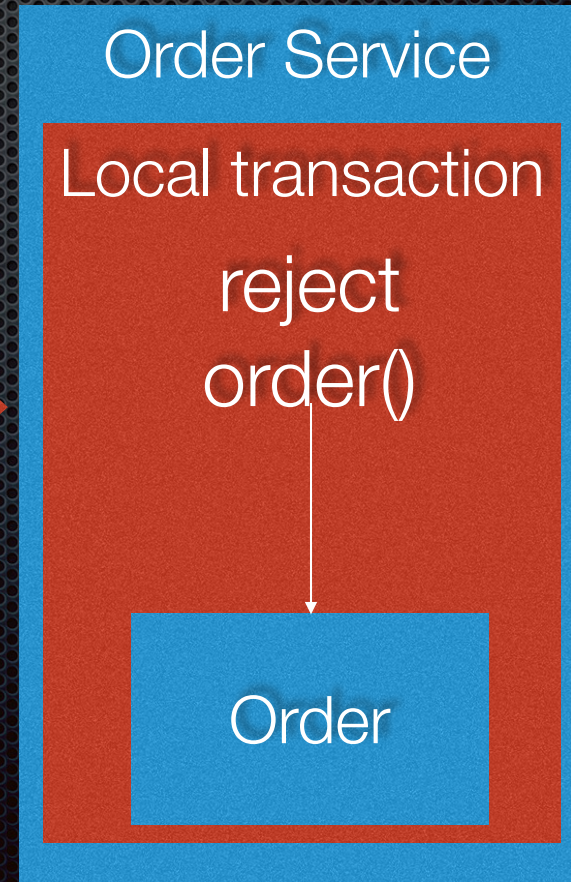 Order Service
Local transaction
reject
order()
Order